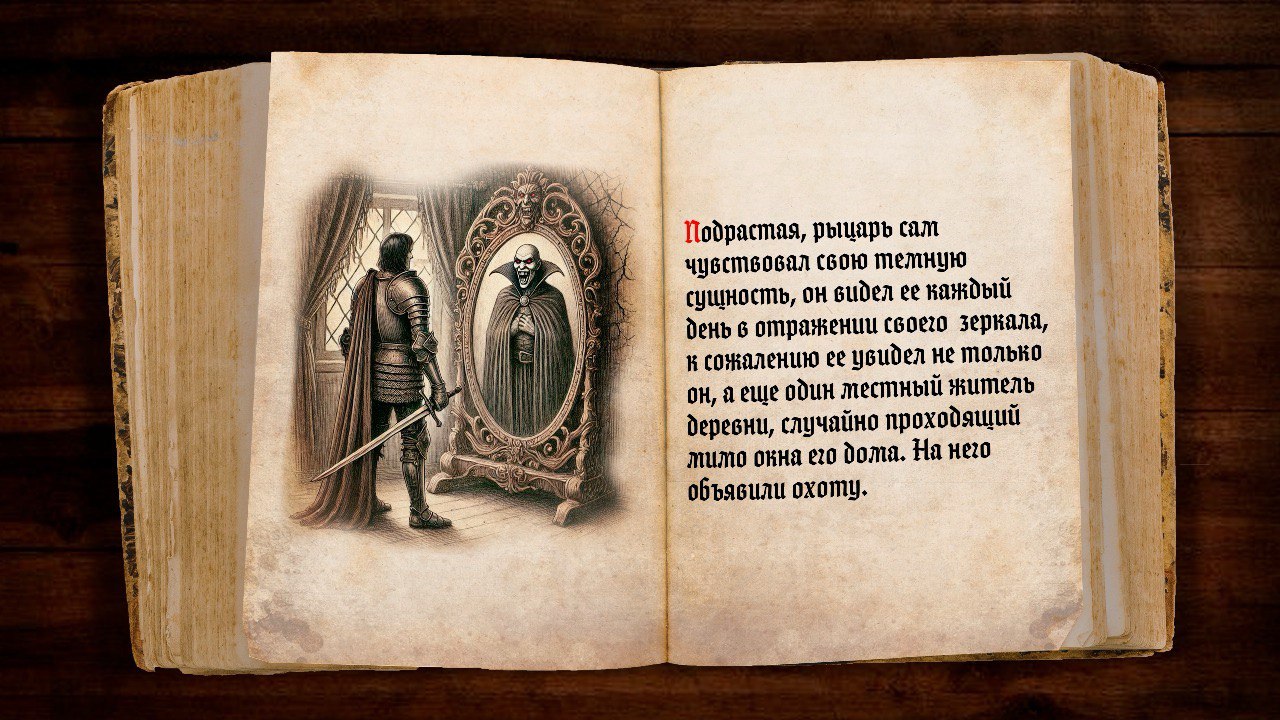 Подрастая, рыцарь сам
чувствовал свою темную
сущность, он видел ее каждый
день в отражении своего зеркала,
к сожалению ее увидел не только
он, а еще один местный житель
деревни, случайно проходящий
мимо окна его дома. На него
объявили охоту.